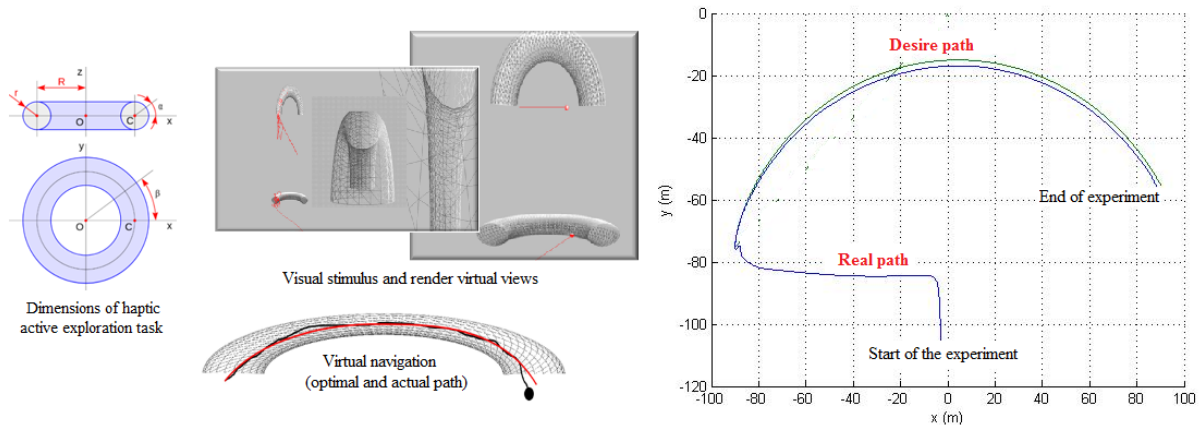 z
R
r
α
O
C
x
y
β
O
C
x
Dimensions of haptic
active exploration task
Visual stimulus and render virtual views
Virtual navigation
(optimal and actual path)
0
-20
-40
-60
-80
-100
-120
y (m)
Desire path
End of experiment
Real path
Start of the experiment
-100 -80 -60 -40 -20 0 20 40 60 80 100
x (m)